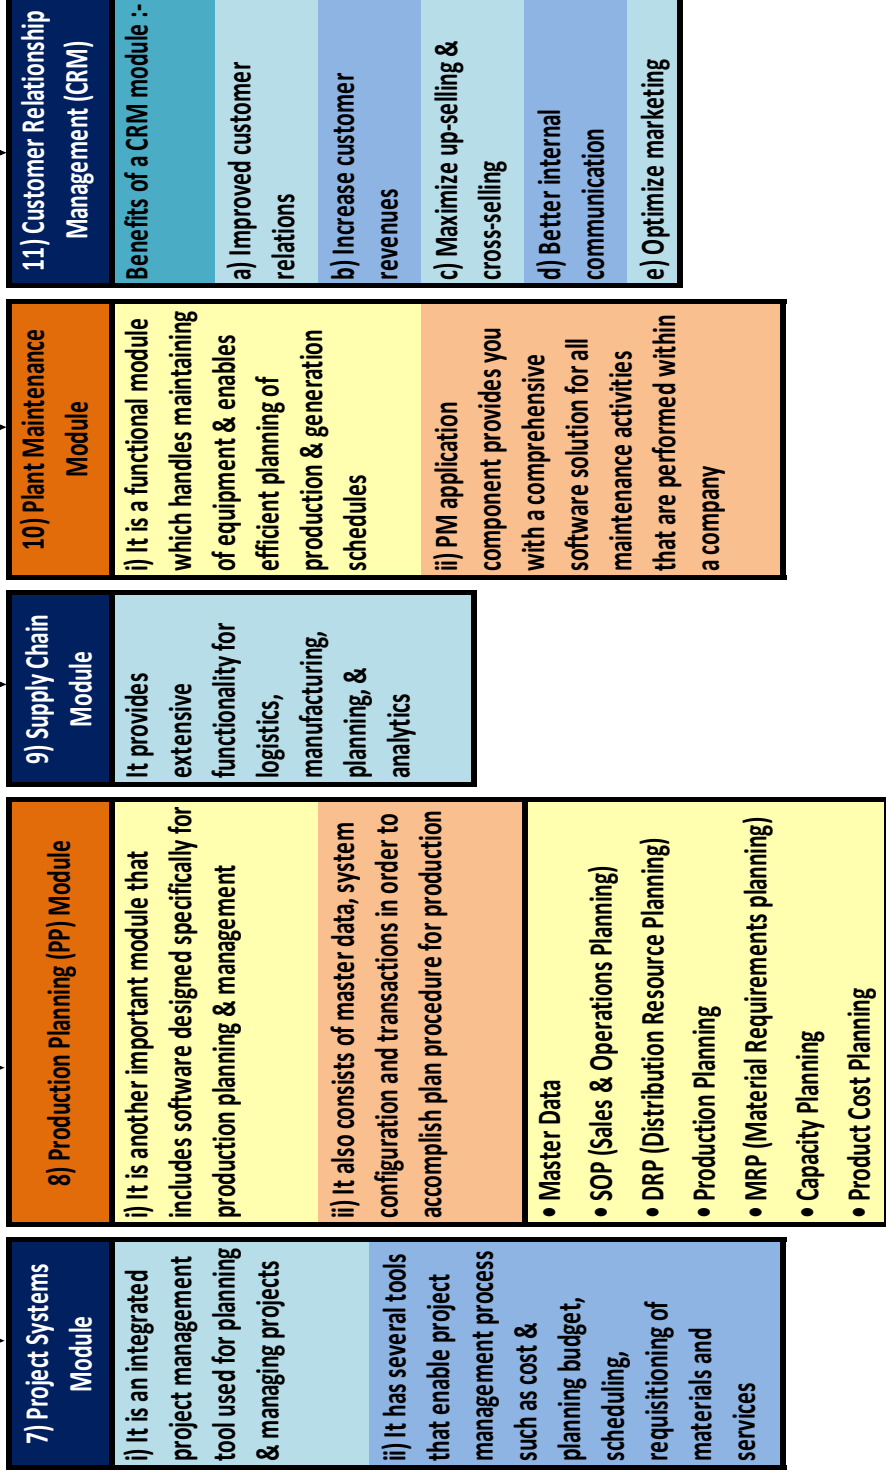 7) Project Systems
Module
i) It is an integrated
project management
tool used for planning
& managing projects
ii) It has several tools
that enable project
management process
such as cost &
planning budget,
scheduling,
requisitioning of
materials and
services
8) Production Planning (PP) Module
i) It is another important module that
includes software designed specifically for
production planning & management
ii) It also consists of master data, system
configuration and transactions in order to
accomplish plan procedure for production
• Master Data
• SOP (Sales & Operations Planning)
• DRP (Distribution Resource Planning)
• Production Planning
• MRP (Material Requirements planning)
• Capacity Planning
• Product Cost Planning
9) Supply Chain
Module
It provides
extensive
functionality for
logistics,
manufacturing,
planning, &
analytics
10) Plant Maintenance
Module
i) It is a functional module
which handles maintaining
of equipment & enables
efficient planning of
production & generation
schedules
ii) PM application
component provides you
with a comprehensive
software solution for all
maintenance activities
that are performed within
a company
11) Customer Relationship
Management (CRM)
Benefits of a CRM module :-
a) Improved customer
relations
b) Increase customer
revenues
c) Maximize up-selling &
cross-selling
d) Better internal
communication
e) Optimize marketing